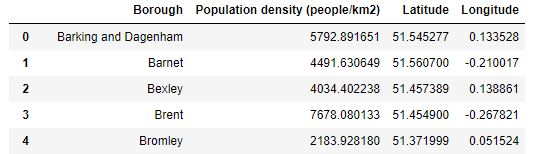 Borough Population density (people/km2) Latitude Longitude
0 Barking and Dagenham 5792.891651 51.545277 0.133528
1 Barnet 4491.630649 51.560700 -0.210017
2 Bexley 4034.402238 51.457389 0.138861
3 Brent 7678.080133 51.454900 -0.267821
4 Bromley 2183.928180 51.371999 0.051524